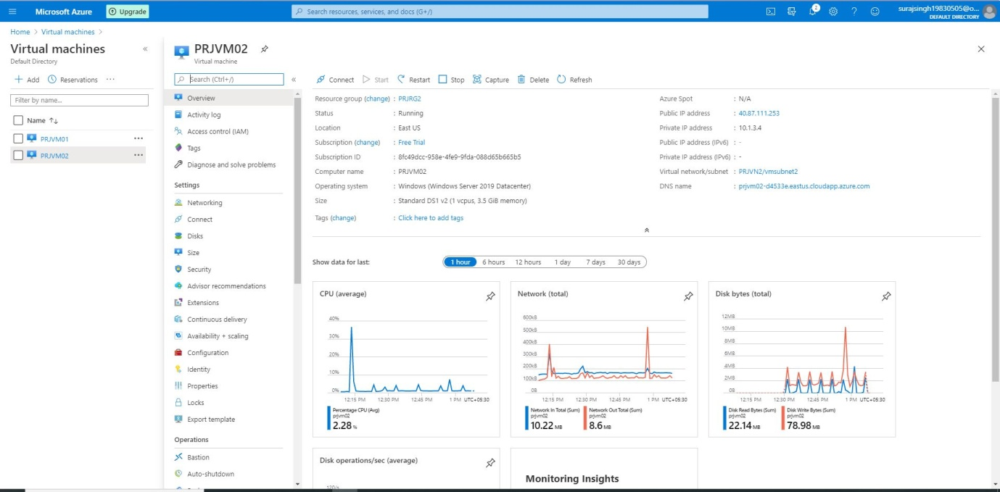 Microsoft Azure
Upgrade
Search resources, services, and docs (G+/)
2
surajsingh19830505@o...
DEFAULT DIRECTORY
Home > Virtual machines >
Virtual machines
Default Directory
«
+ Add
Reservations
...
Filter by name...
Name ↑↓
PRJVM01
...
PRJVM02
...
PRJVM02
Virtual machine
Search (Ctrl+/)
«
Overview
Activity log
Access control (IAM)
Tags
Diagnose and solve problems
Settings
Networking
Connect
Disks
Size
Security
Advisor recommendations
Extensions
Continuous delivery
Availability + scaling
Configuration
Identity
Properties
Locks
Export template
Operations
Bastion
Auto-shutdown
Connect
Start
Restart
Stop
Capture
Delete
Refresh
Resource group (change) : PRJRG2
Status : Running
Location : East US
Subscription (change) : Free Trial
Subscription ID : 8fc49dcc-958e-4fe9-9fda-088d65b665b5
Computer name : PRJVM02
Operating system : Windows (Windows Server 2019 Datacenter)
Size : Standard DS1 v2 (1 vcpus, 3.5 GiB memory)
Tags (change) : Click here to add tags
Azure Spot : N/A
Public IP address : 40.87.111.253
Private IP address : 10.1.3.4
Public IP address (IPv6) : -
Private IP address (IPv6) : -
Virtual network/subnet : PRJVN2/vmsubnet2
DNS name : prjvm02-d4533e.eastus.cloudapp.azure.com
Show data for last:
1 hour
6 hours
12 hours
1 day
7 days
30 days
CPU (average)
40%
30%
20%
10%
0%
12:15 PM 12:30 PM 12:45 PM 1 PM UTC+05:30
Percentage CPU (Avg)
prjvm02
2.28 %
Network (total)
600kB
500kB
400kB
300kB
200kB
100kB
0B
12:15 PM 12:30 PM 12:45 PM 1 PM UTC+05:30
Network In Total (Sum)
prjvm02
10.22 MB
Network Out Total (Sum)
prjvm02
8.6 MB
Disk bytes (total)
12MB
10MB
8MB
6MB
4MB
2MB
0B
12:15 PM 12:30 PM 12:45 PM 1 PM UTC+05:30
Disk Read Bytes (Sum)
prjvm02
22.14 MB
Disk Write Bytes (Sum)
prjvm02
78.98 MB
Disk operations/sec (average)
120/s
Monitoring Insights